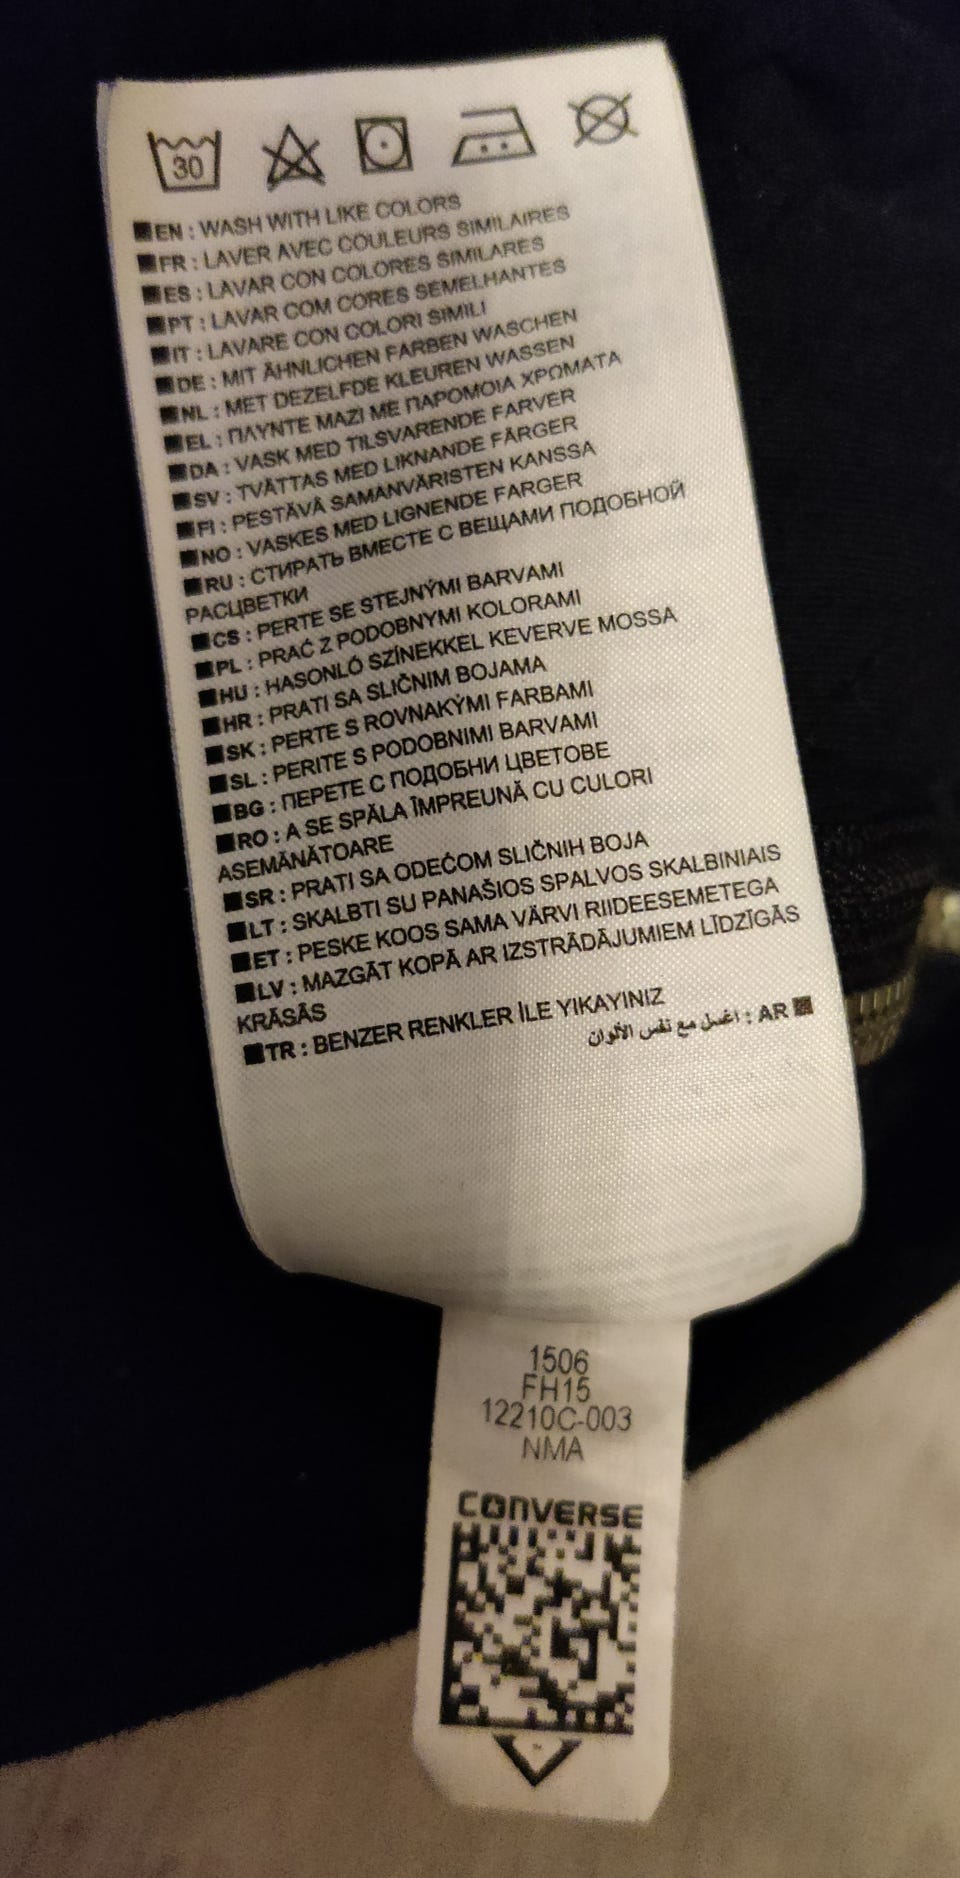 30
■EN : WASH WITH LIKE COLORS
■FR : LAVER AVEC COULEURS SIMILAIRES
■ES : LAVAR CON COLORES SIMILARES
■PT : LAVAR COM CORES SEMELHANTES
■IT : LAVARE CON COLORI SIMILI
■DE : MIT ÄHNLICHEN FARBEN WASCHEN
■NL : MET DEZELFDE KLEUREN WASSEN
■EL : ΠΛΥΝΤΕ ΜΑΖΙ ΜΕ ΠΑΡΟΜΟΙΑ ΧΡΩΜΑΤΑ
■DA : VASK MED TILSVARENDE FARVER
■SV : TVÄTTAS MED LIKNANDE FÄRGER
■FI : PESTÄVÄ SAMANVÄRISTEN KANSSA
■NO : VASKES MED LIGNENDE FARGER
■RU : СТИРАТЬ ВМЕСТЕ С ВЕЩАМИ ПОДОБНОЙ
РАСЦВЕТКИ
■CS : PERTE SE STEJNÝMI BARVAMI
■PL : PRAĆ Z PODOBNYMI KOLORAMI
■HU : HASONLÓ SZÍNEKKEL KEVERVE MOSSA
■HR : PRATI SA SLIČNIM BOJAMA
■SK : PERTE S ROVNAKÝMI FARBAMI
■SL : PERITE S PODOBNIMI BARVAMI
■BG : ПЕРЕТЕ С ПОДОБНИ ЦВЕТОВЕ
■RO : A SE SPĂLA ÎMPREUNĂ CU CULORI
ASEMĂNĂTOARE
■SR : PRATI SA ODEĆOM SLIČNIH BOJA
■LT : SKALBTI SU PANAŠIOS SPALVOS SKALBINIAIS
■ET : PESKE KOOS SAMA VÄRVI RIIDEESEMETEGA
■LV : MAZGĀT KOPĀ AR IZSTRĀDĀJUMIEM LĪDZĪGĀS
KRĀSĀS
■TR : BENZER RENKLER İLE YIKAYINIZ
■ AR : اغسل مع نفس الألوان
1506
FH15
12210C-003
NMA
CONVERSE